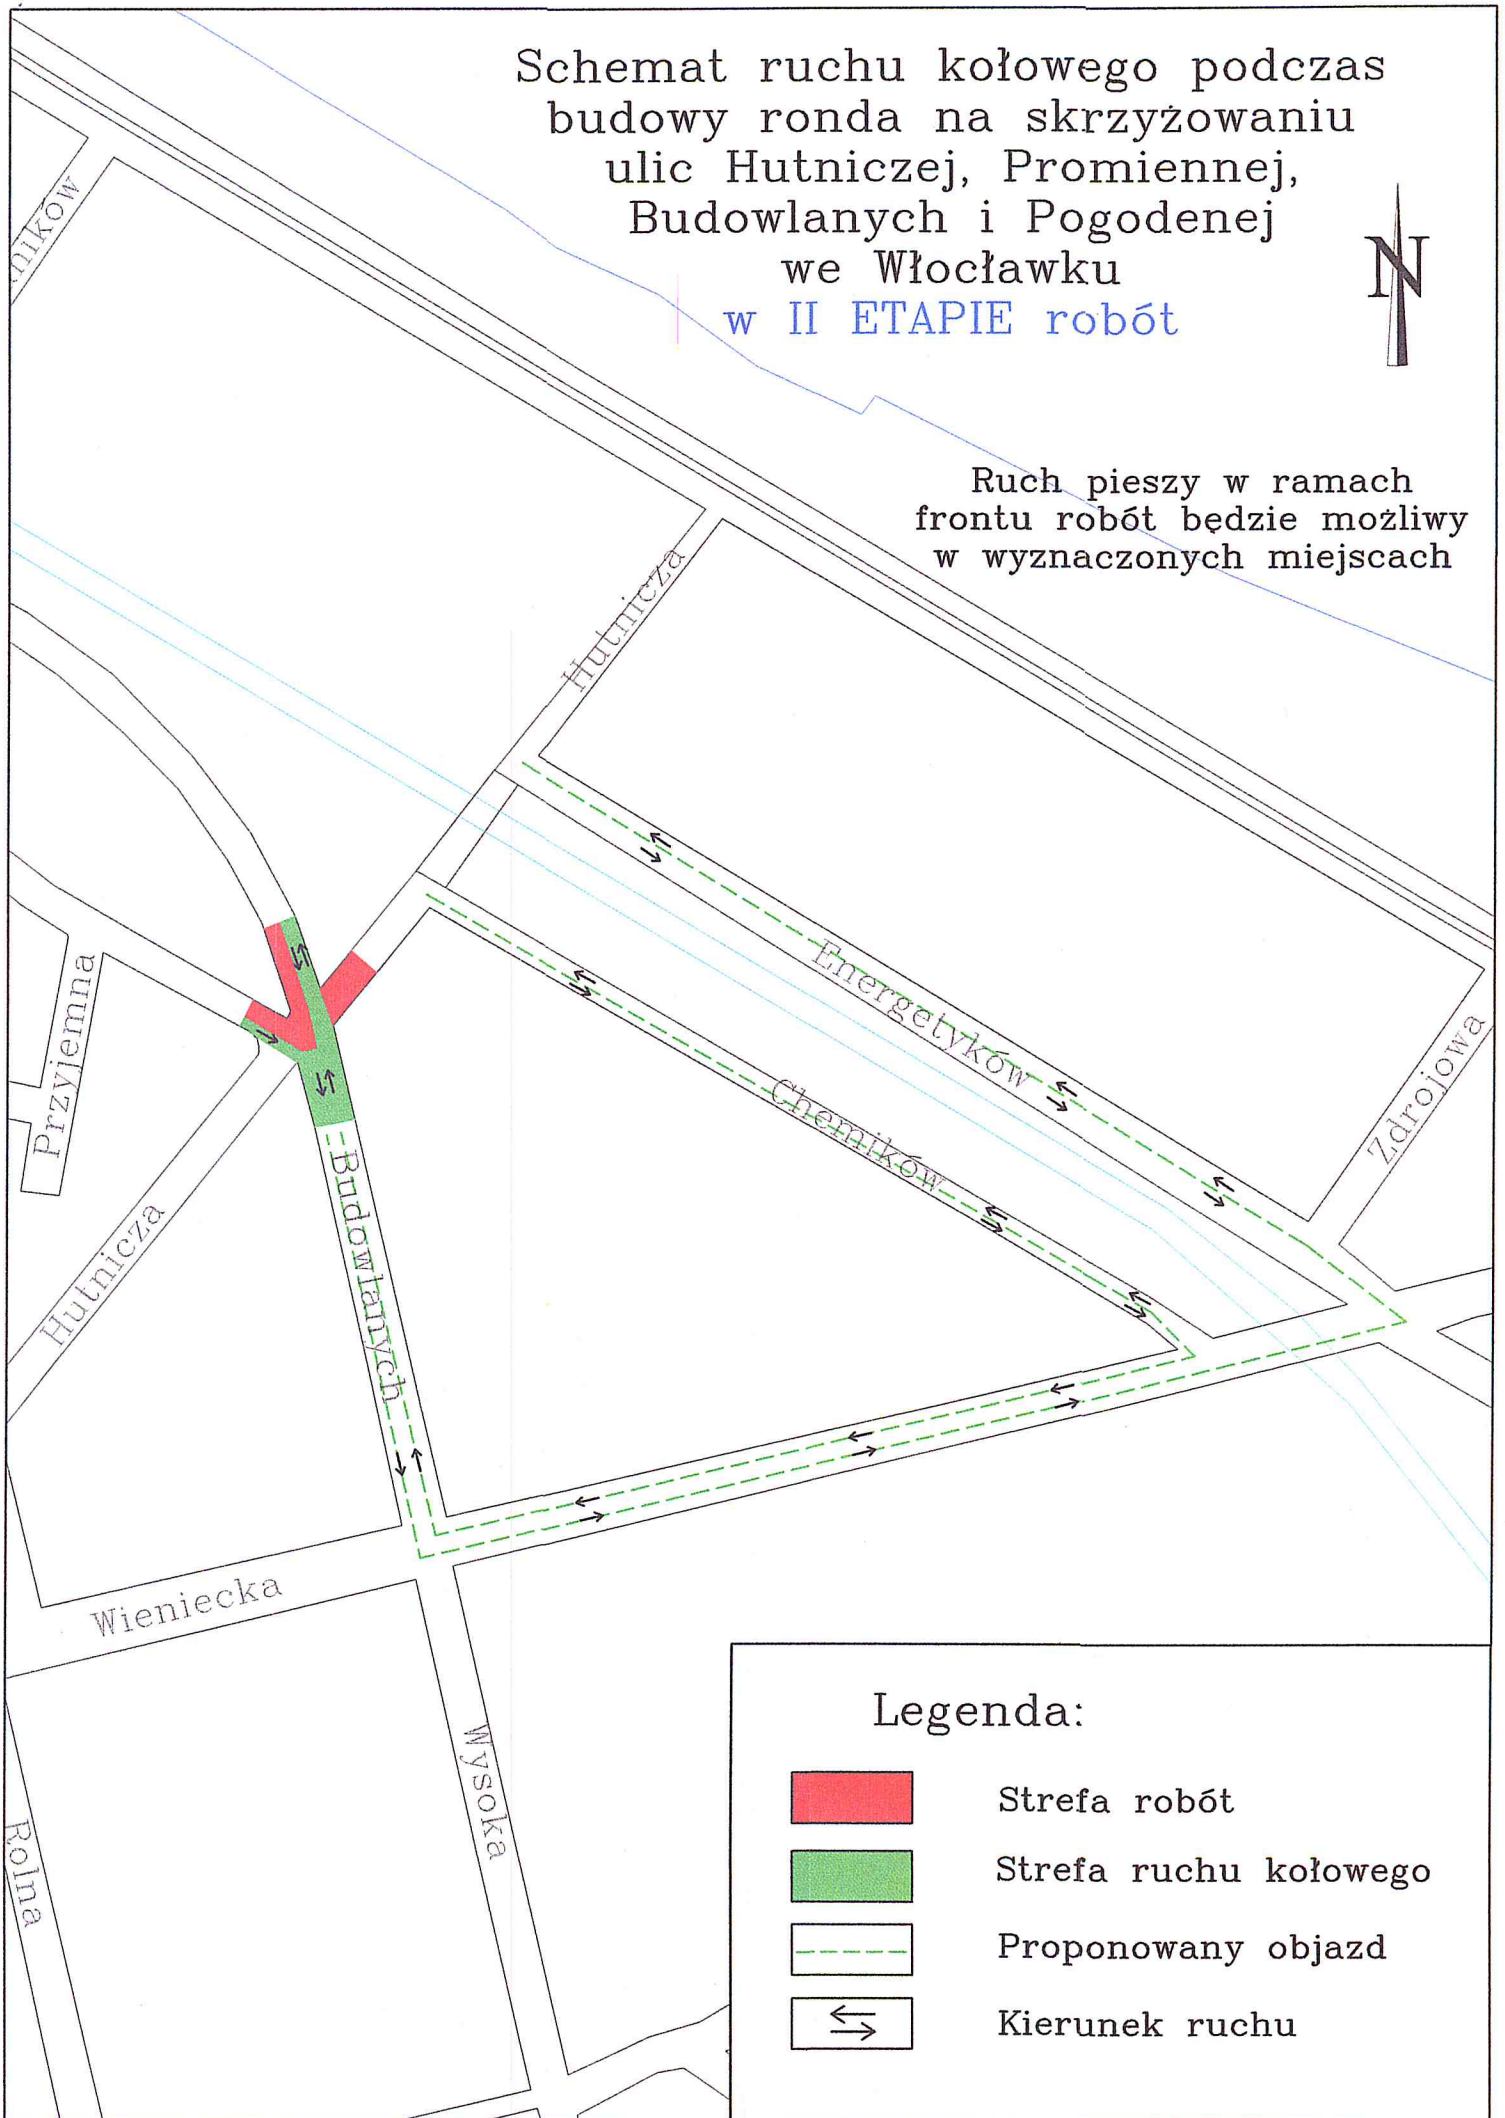 Schemat ruchu kołowego podczas
budowy ronda na skrzyżowaniu
ulic Hutniczej, Promiennej,
Budowlanych i Pogodenej
we Włocławku
w II ETAPIE robót
N
Ruch pieszy w ramach
frontu robót będzie możliwy
w wyznaczonych miejscach
Hutnicza
Energetyków
Chemików
Zdrojowa
Przyjemna
Hutnicza
Budowlanych
Wieniecka
Wysoka
Rolna
Legenda:
Strefa robót
Strefa ruchu kołowego
Proponowany objazd
Kierunek ruchu